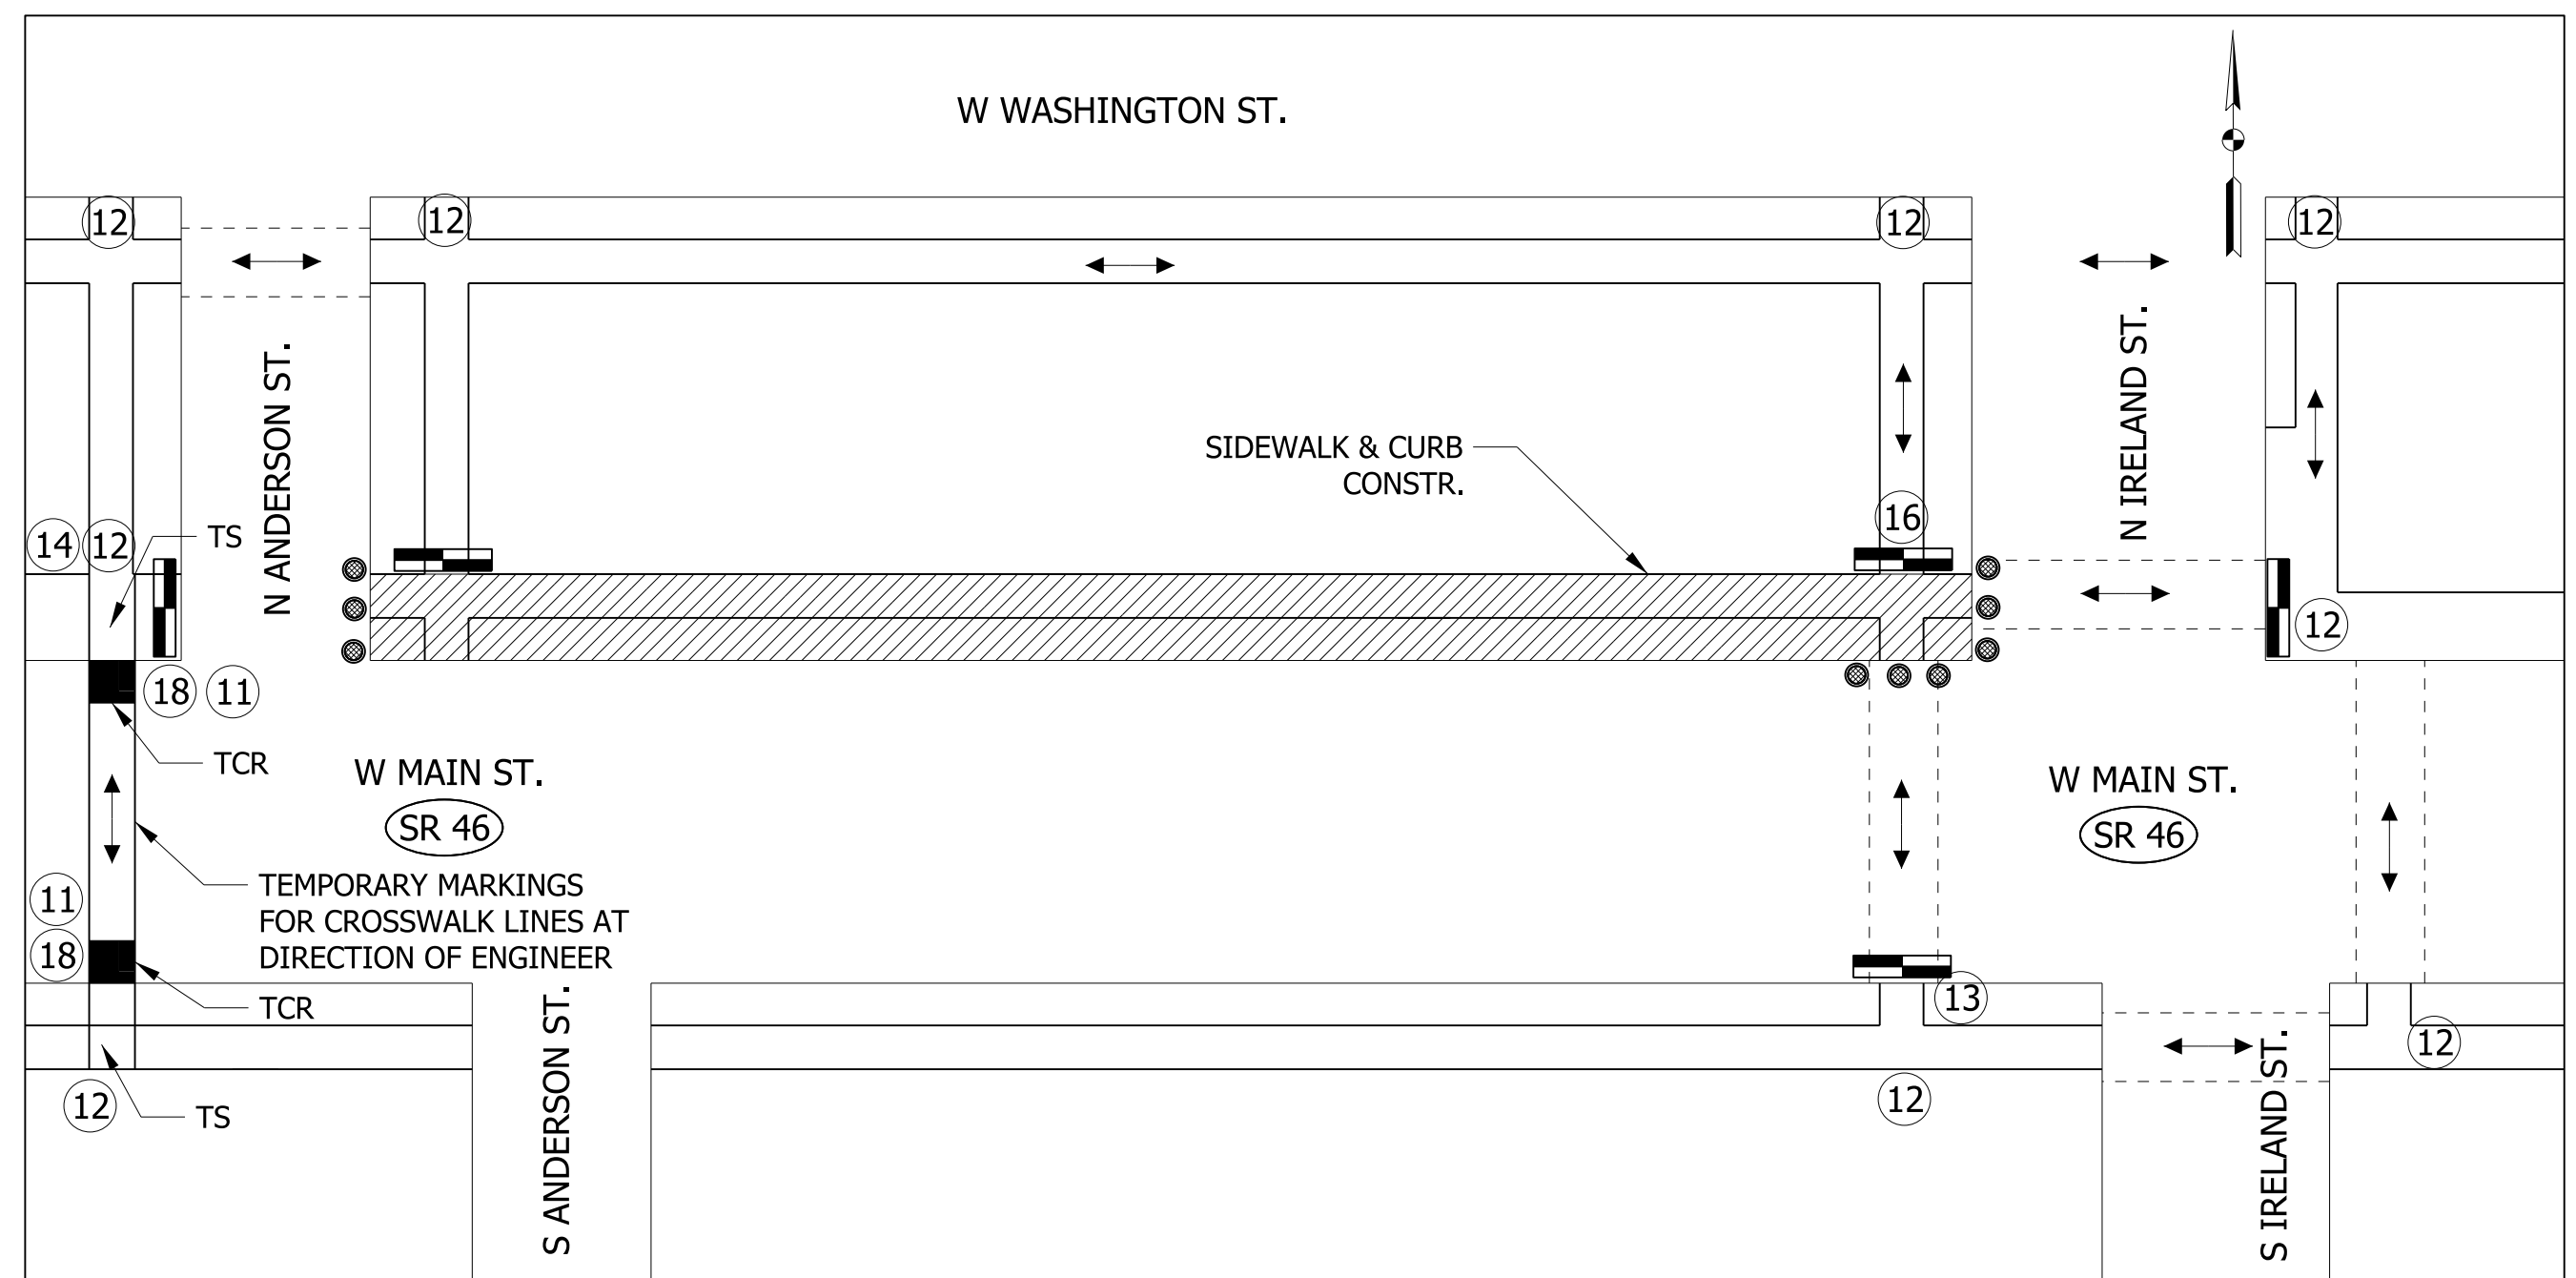 W WASHINGTON ST.
12
12
12
12
N ANDERSON ST.
N IRELAND ST.
SIDEWALK & CURB
CONSTR.
14
12
TS
16
12
18
11
TCR
W MAIN ST.
SR 46
W MAIN ST.
SR 46
TEMPORARY MARKINGS
FOR CROSSWALK LINES AT
DIRECTION OF ENGINEER
11
18
TCR
13
12
12
TS
12
S ANDERSON ST.
S IRELAND ST.